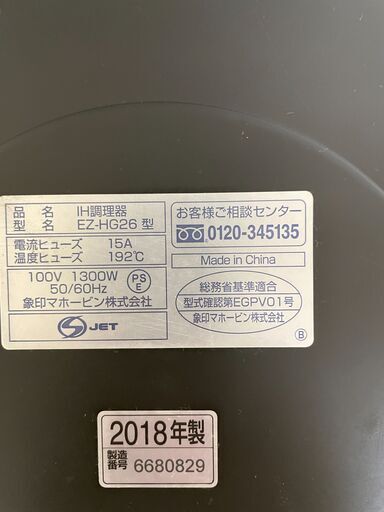 品名 IH調理器
型名 EZ-HG26型
電流ヒューズ 15A
温度ヒューズ 192℃
100V 1300W
50/60Hz
PS
E
象印マホービン株式会社
S JET
お客様ご相談センター
0120-345135
Made in China
総務省基準適合
型式確認第EGPV01号
象印マホービン株式会社
B
2018年製
製造番号 6680829